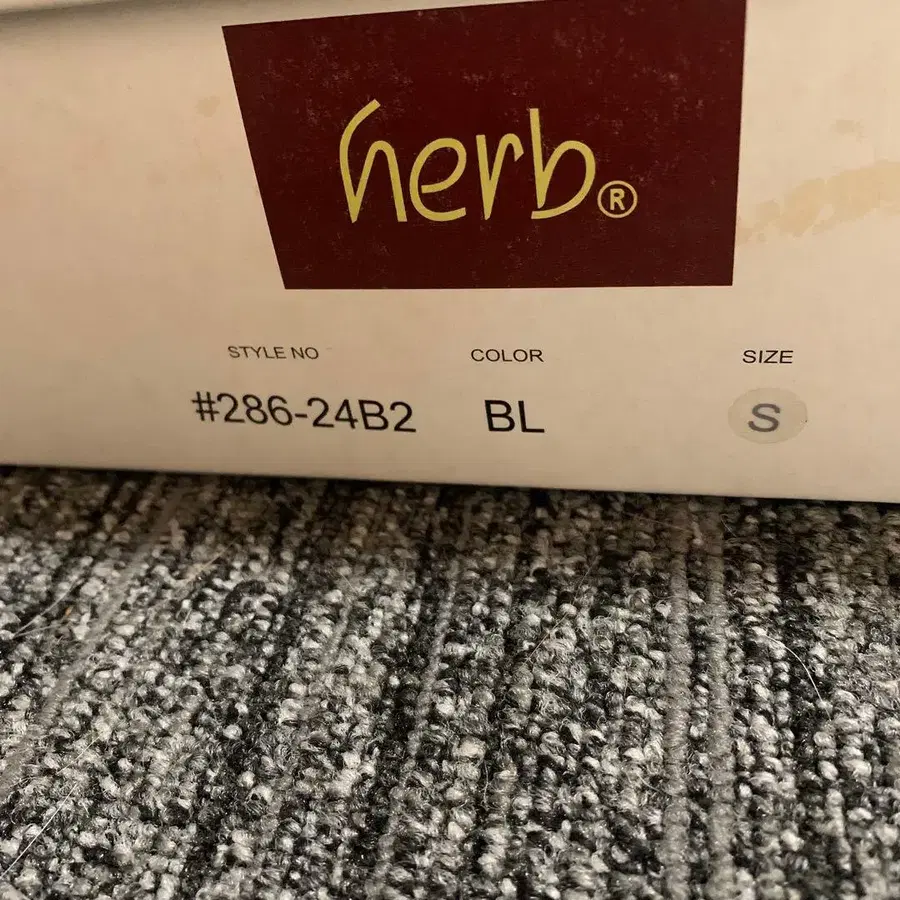 herb®
STYLE NO COLOR SIZE
#286-24B2 BL S